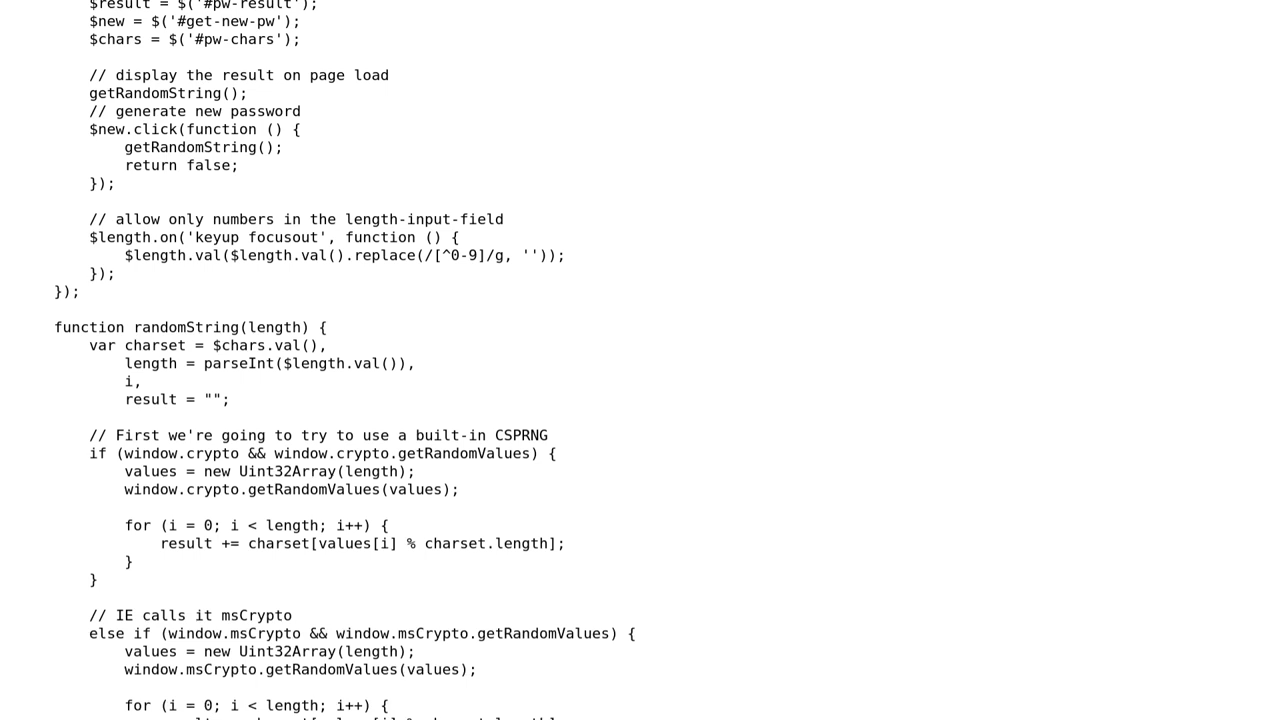 $result = $('#pw-result');
$new = $('#get-new-pw');
$chars = $('#pw-chars');

// display the result on page load
getRandomString();
// generate new password
$new.click(function () {
getRandomString();
return false;
});

// allow only numbers in the length-input-field
$length.on('keyup focusout', function () {
$length.val($length.val().replace(/[^0-9]/g, ''));
});
});

function randomString(length) {
var charset = $chars.val(),
length = parseInt($length.val()),
i,
result = "";

// First we're going to try to use a built-in CSPRNG
if (window.crypto && window.crypto.getRandomValues) {
values = new Uint32Array(length);
window.crypto.getRandomValues(values);

for (i = 0; i < length; i++) {
result += charset[values[i] % charset.length];
}
}

// IE calls it msCrypto
else if (window.msCrypto && window.msCrypto.getRandomValues) {
values = new Uint32Array(length);
window.msCrypto.getRandomValues(values);

for (i = 0; i < length; i++) {